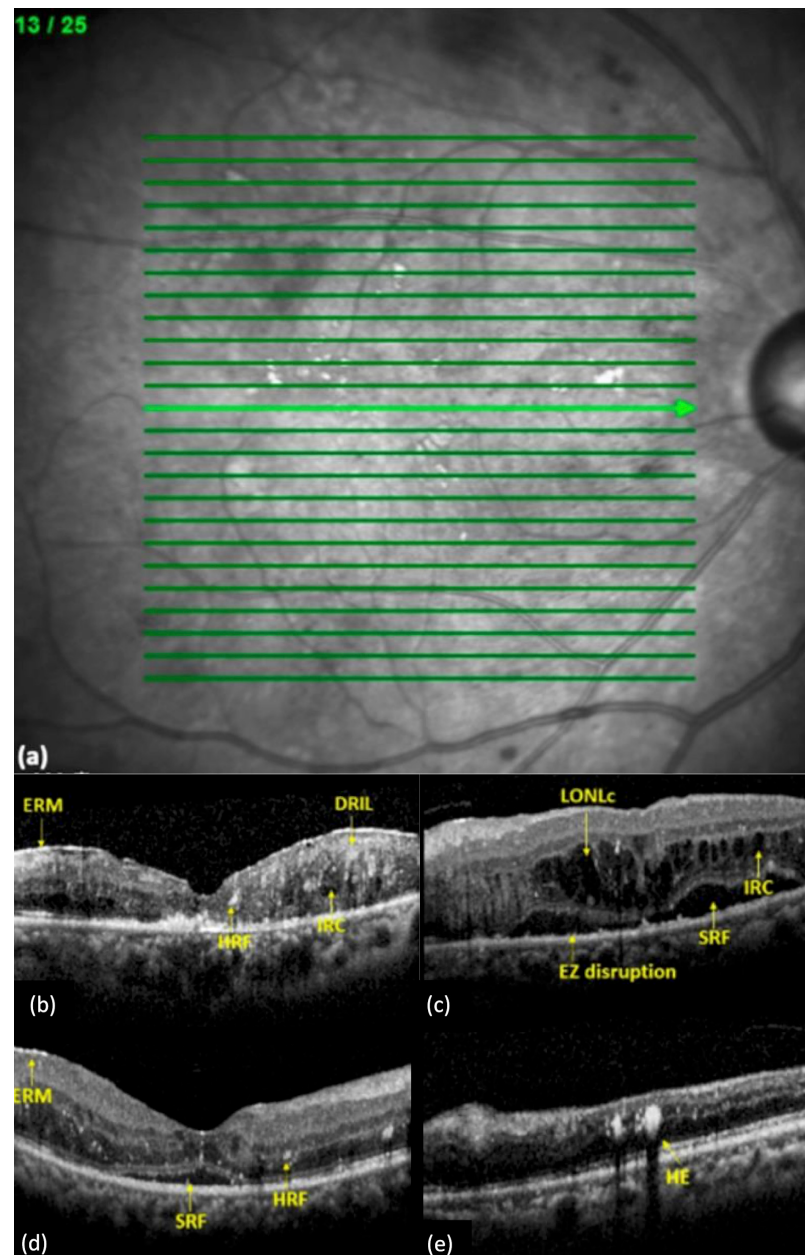 13 / 25
(a)
ERM
DRIL
HRF
IRC
(b)
LONLc
IRC
SRF
EZ disruption
(c)
ERM
HRF
SRF
(d)
HE
(e)